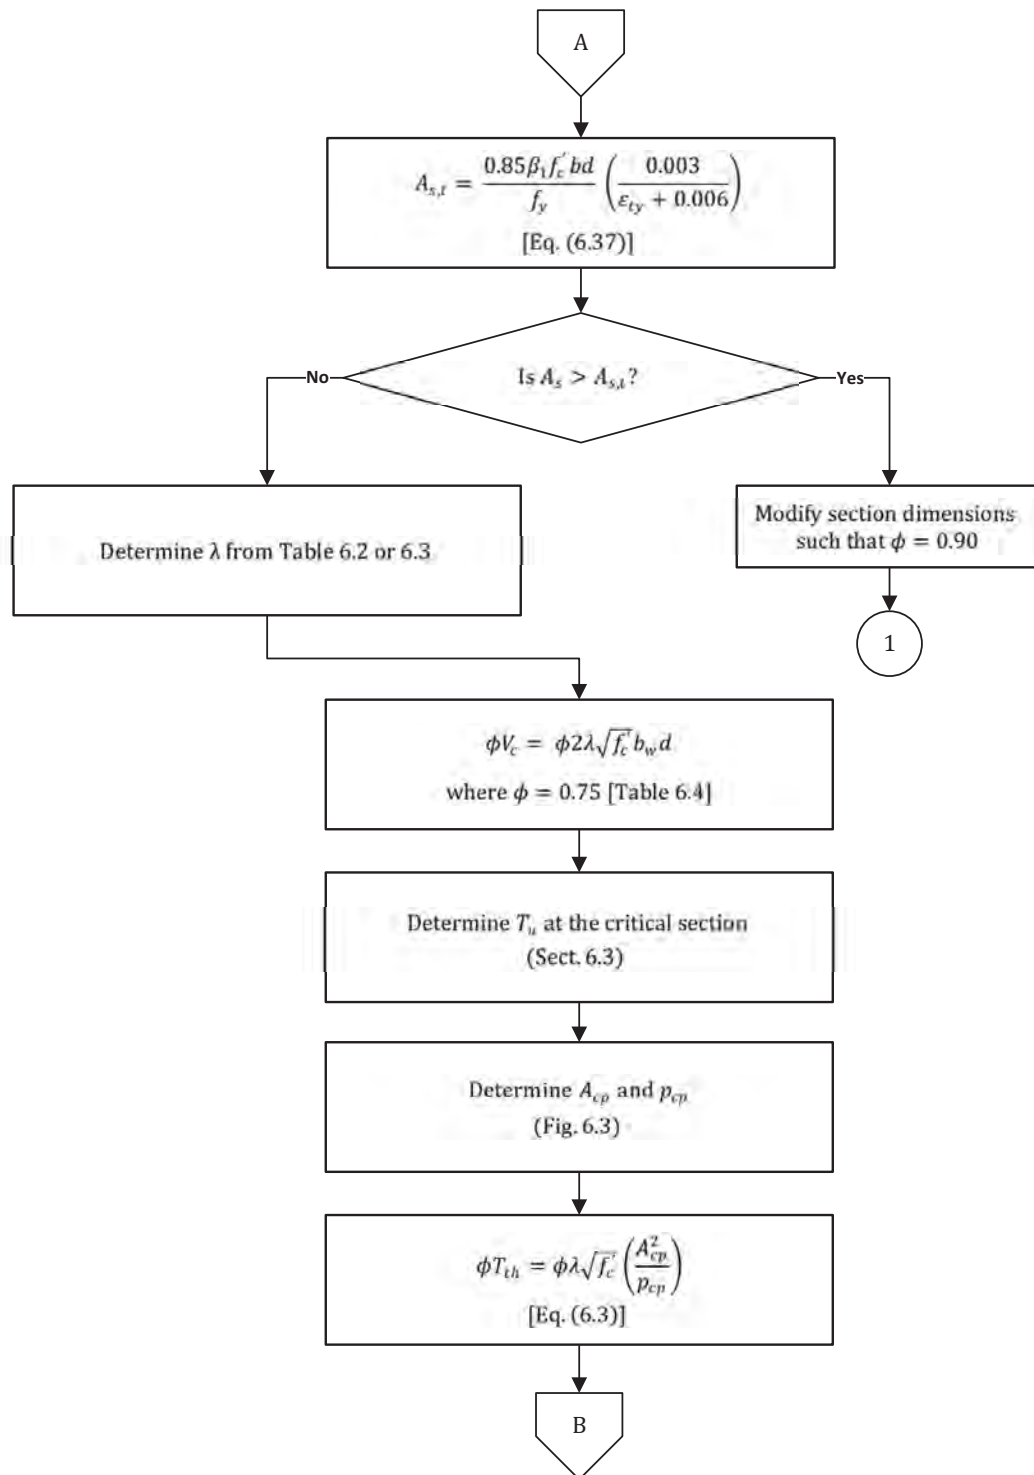 A
A_{s,t} = \frac{0.85β_1 f_c' bd}{f_y} \left( \frac{0.003}{ε_{ty} + 0.006} \right)
[Eq. (6.37)]
Is A_s > A_{s,t}?
No
Yes
Determine λ from Table 6.2 or 6.3
Modify section dimensions
such that ϕ = 0.90
1
ϕV_c = ϕ2λ\sqrt{f_c'} b_w d
where ϕ = 0.75 [Table 6.4]
Determine T_u at the critical section
(Sect. 6.3)
Determine A_{cp} and p_{cp}
(Fig. 6.3)
ϕT_{th} = ϕλ\sqrt{f_c'} \left( \frac{A_{cp}^2}{p_{cp}} \right)
[Eq. (6.3)]
B